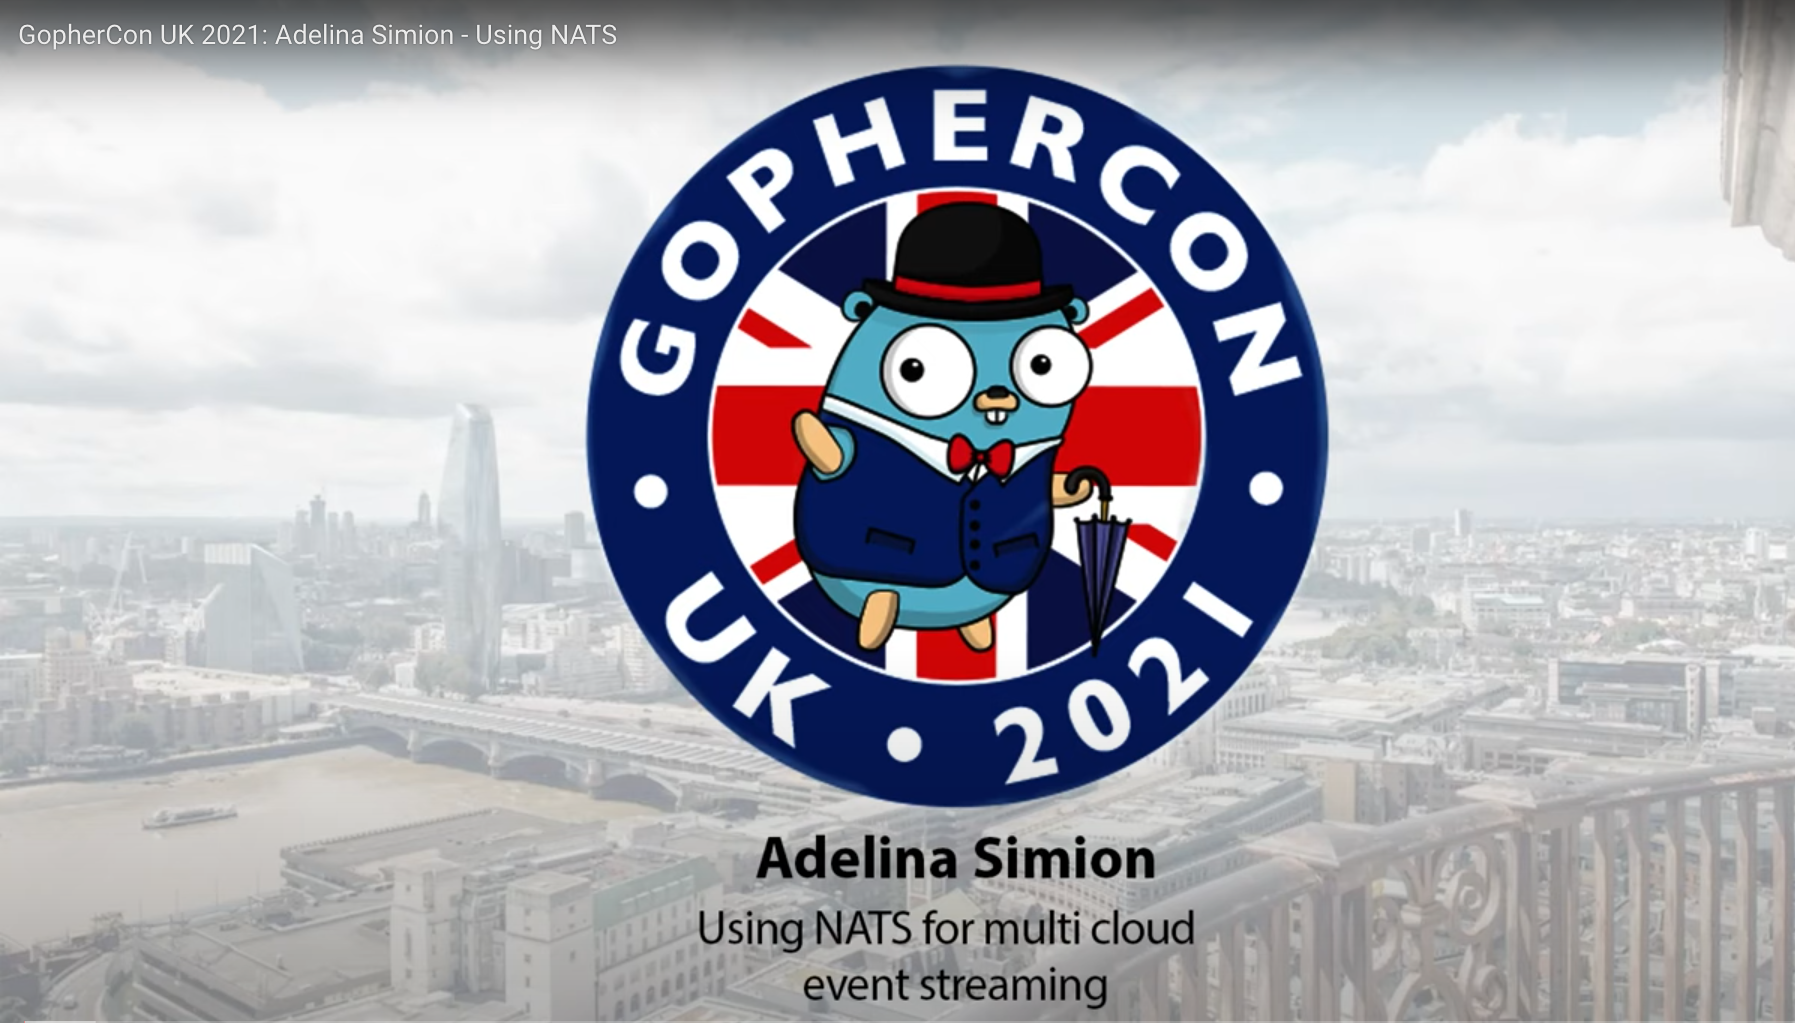 GopherCon UK 2021: Adelina Simion - Using NATS
GOPHERCON
UK • 2021
Adelina Simion
Using NATS for multi cloud
event streaming